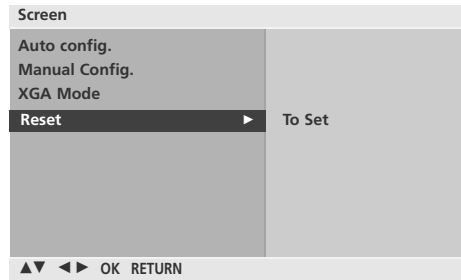 Screen
Auto config.
Manual Config.
XGA Mode
Reset ► To Set
▲▼ ◄► OK RETURN